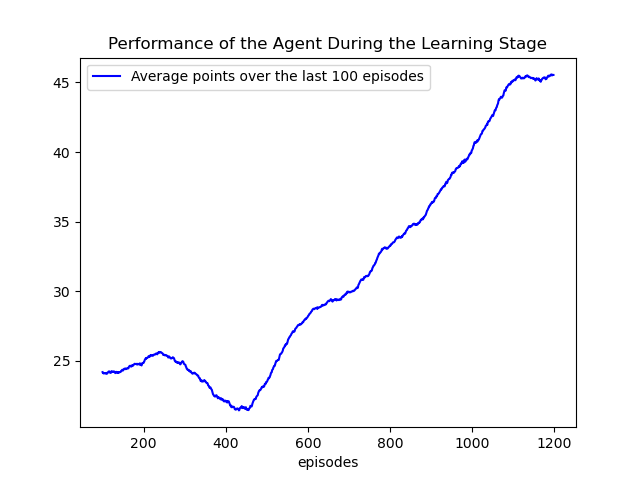 Performance of the Agent During the Learning Stage
Average points over the last 100 episodes
45
40
35
30
25
200 400 600 800 1000 1200
episodes